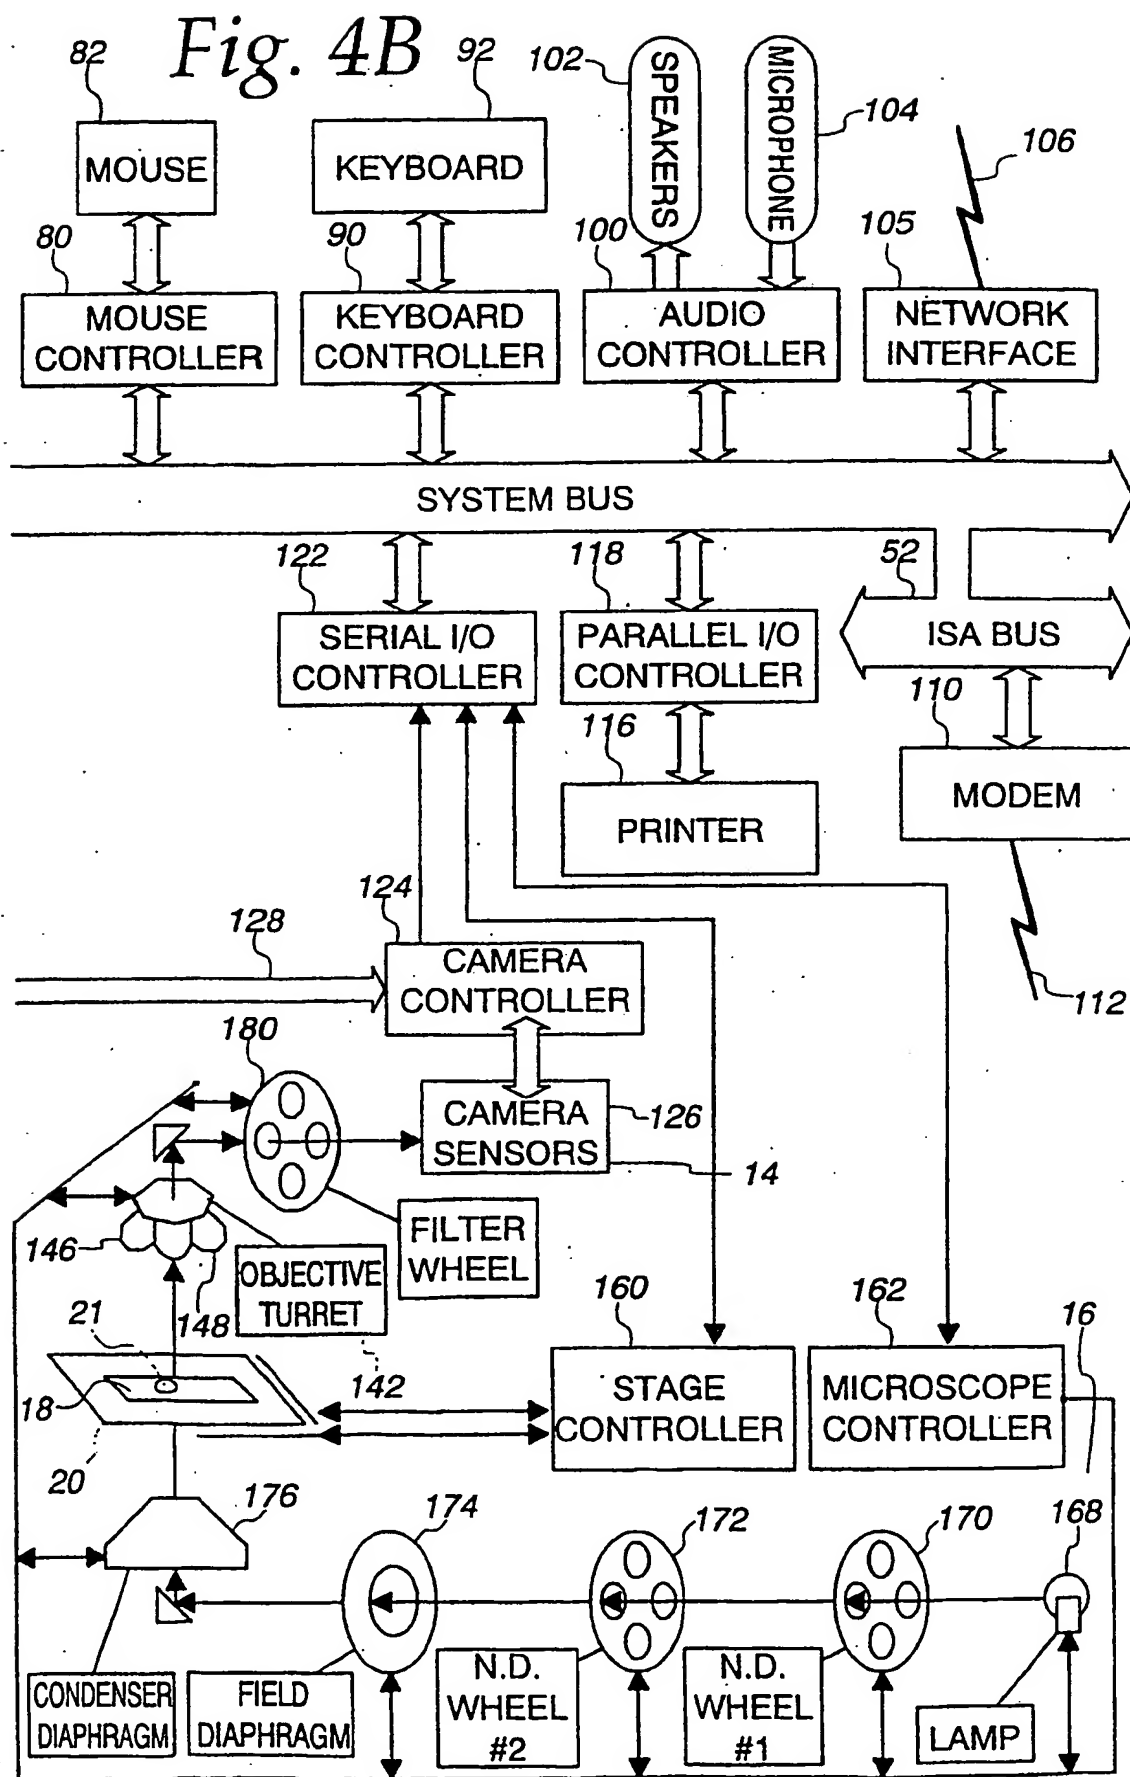 Fig. 4B
82
92
102
SPEAKERS
MICROPHONE
104
106
MOUSE
KEYBOARD
80
90
100
105
MOUSE
CONTROLLER
KEYBOARD
CONTROLLER
AUDIO
CONTROLLER
NETWORK
INTERFACE
SYSTEM BUS
122
118
52
SERIAL I/O
CONTROLLER
PARALLEL I/O
CONTROLLER
ISA BUS
116
110
PRINTER
MODEM
112
124
128
CAMERA
CONTROLLER
180
CAMERA
SENSORS
126
14
146
148
OBJECTIVE
TURRET
FILTER
WHEEL
21
18
20
142
160
162
16
STAGE
CONTROLLER
MICROSCOPE
CONTROLLER
176
174
172
170
168
CONDENSER
DIAPHRAGM
FIELD
DIAPHRAGM
N.D.
WHEEL
#2
N.D.
WHEEL
#1
LAMP